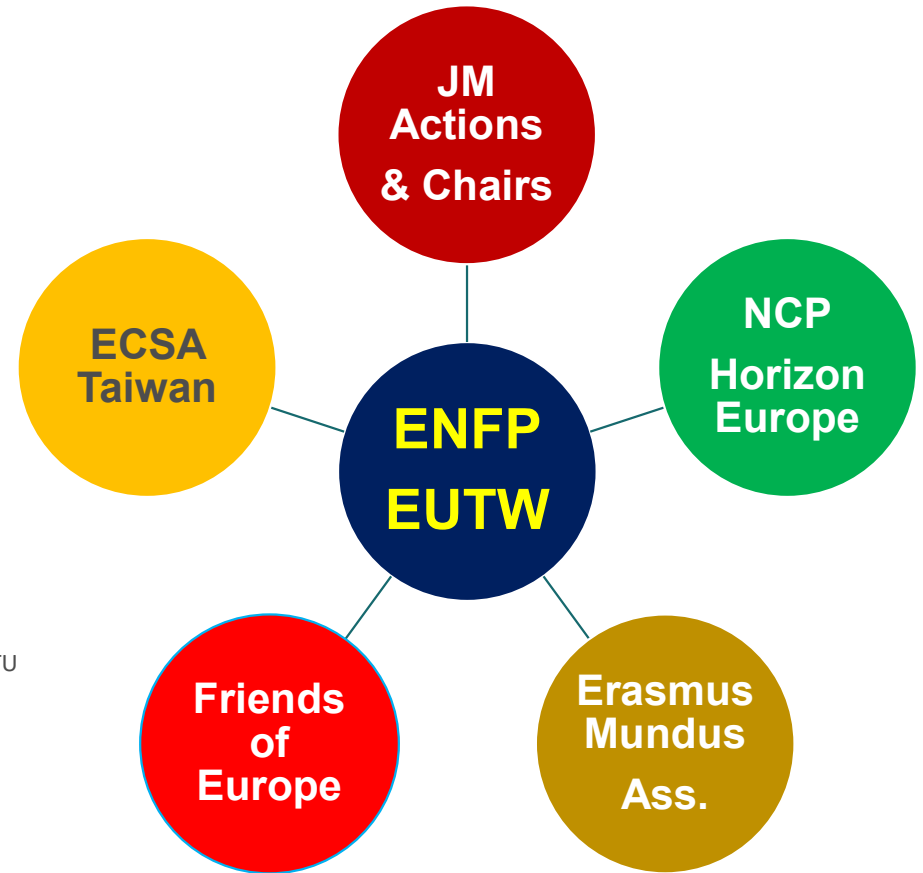 JM
Actions
& Chairs
ECSA
Taiwan
NCP
Horizon
Europe
ENFP
EUTW
Friends
of
Europe
Erasmus
Mundus
Ass.